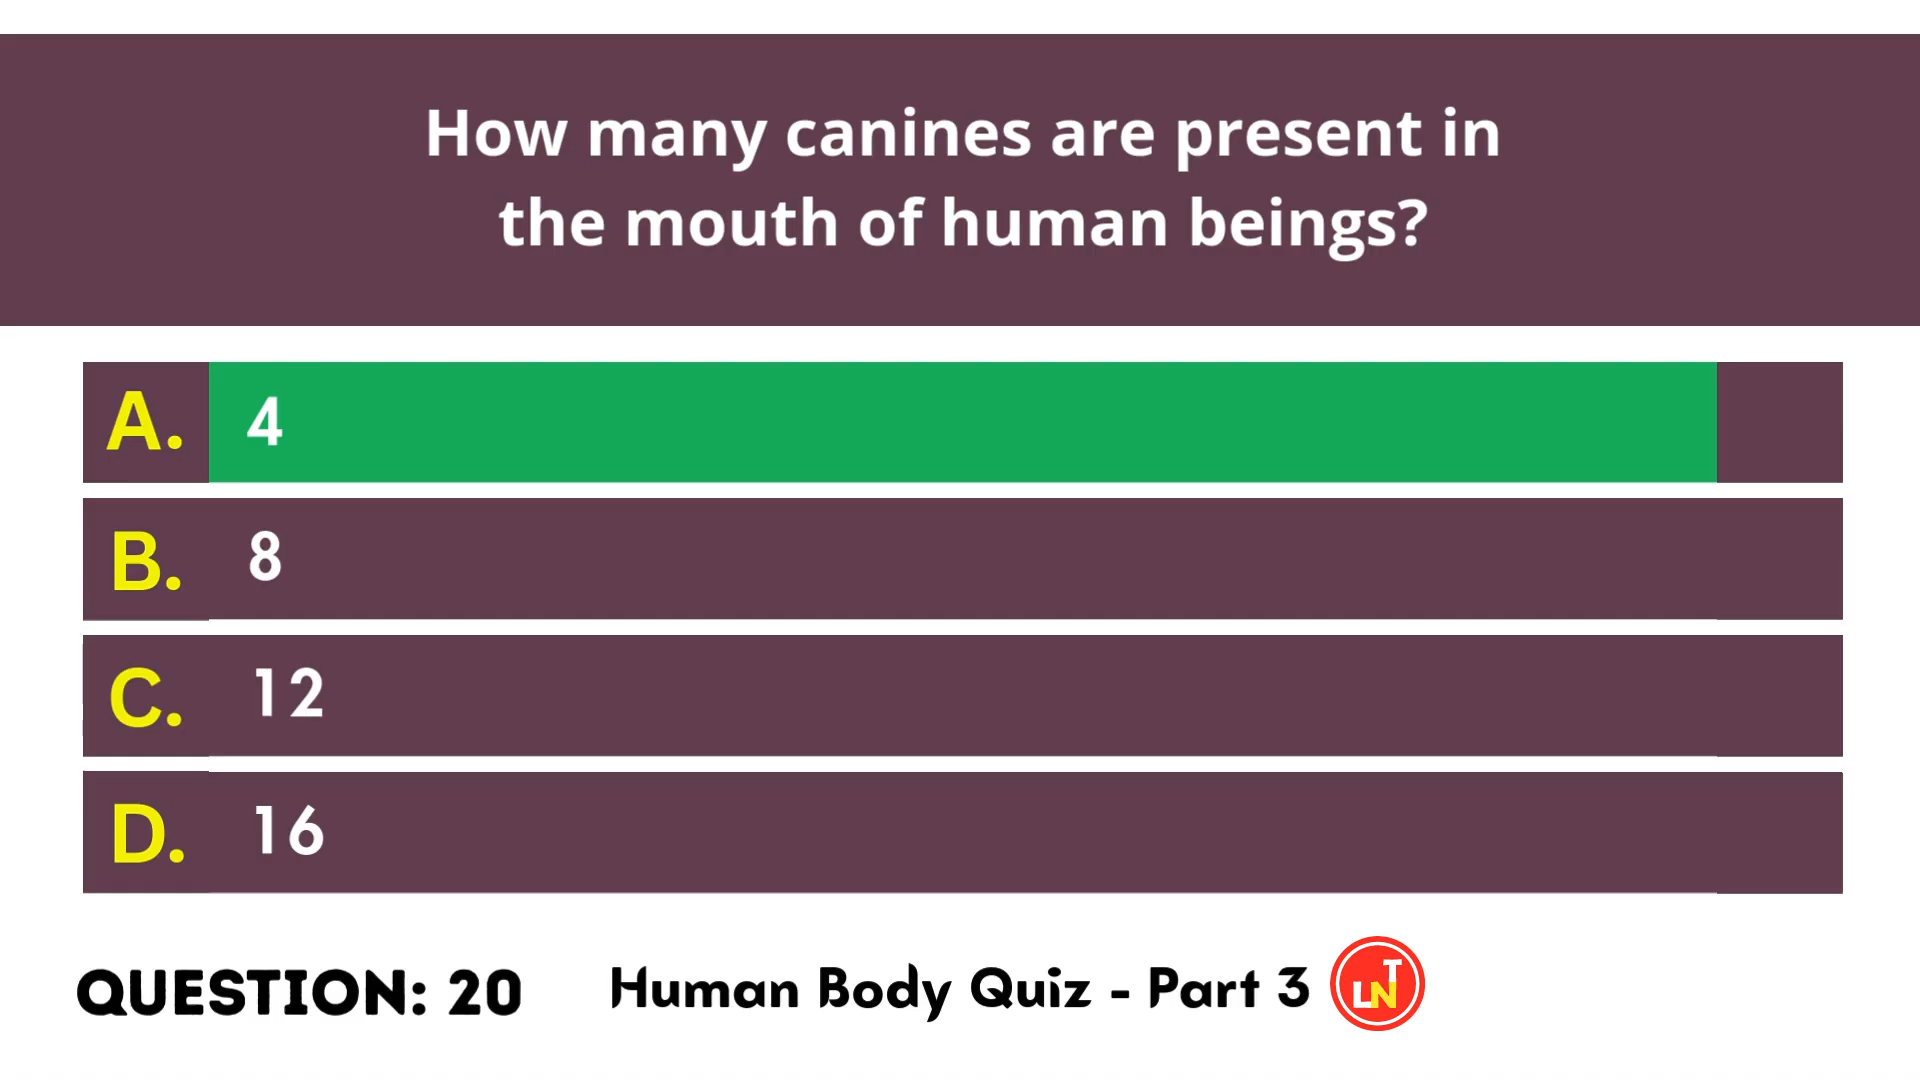 How many canines are present in
the mouth of human beings?
A. 4
B. 8
C. 12
D. 16
QUESTION: 20 Human Body Quiz - Part 3 LNT